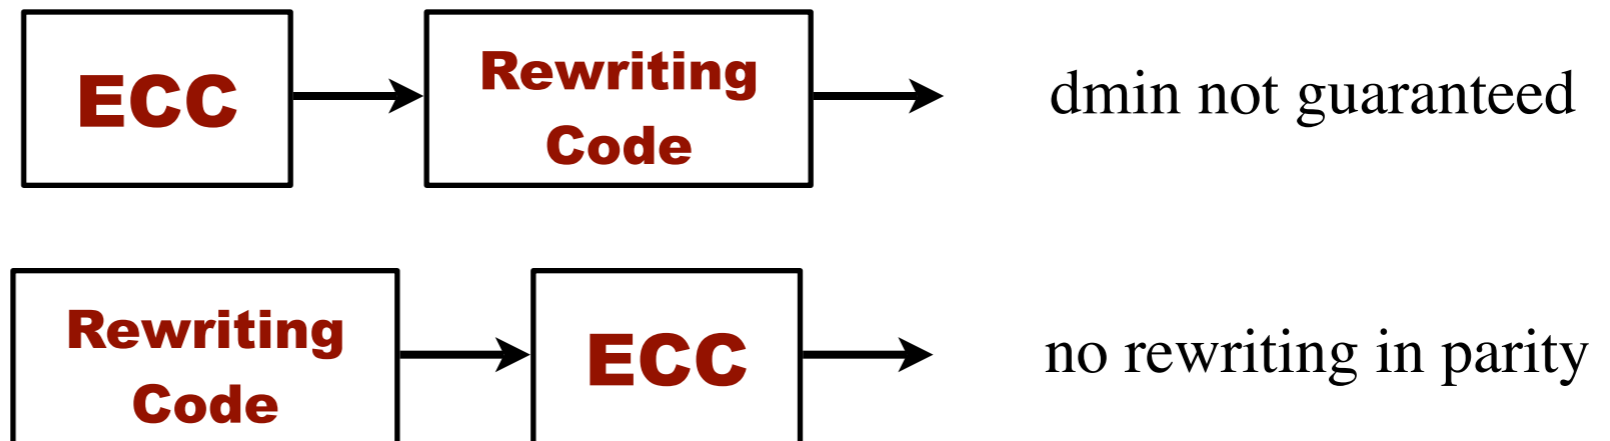 ECC
Rewriting
Code
dmin not guaranteed
Rewriting
Code
ECC
no rewriting in parity